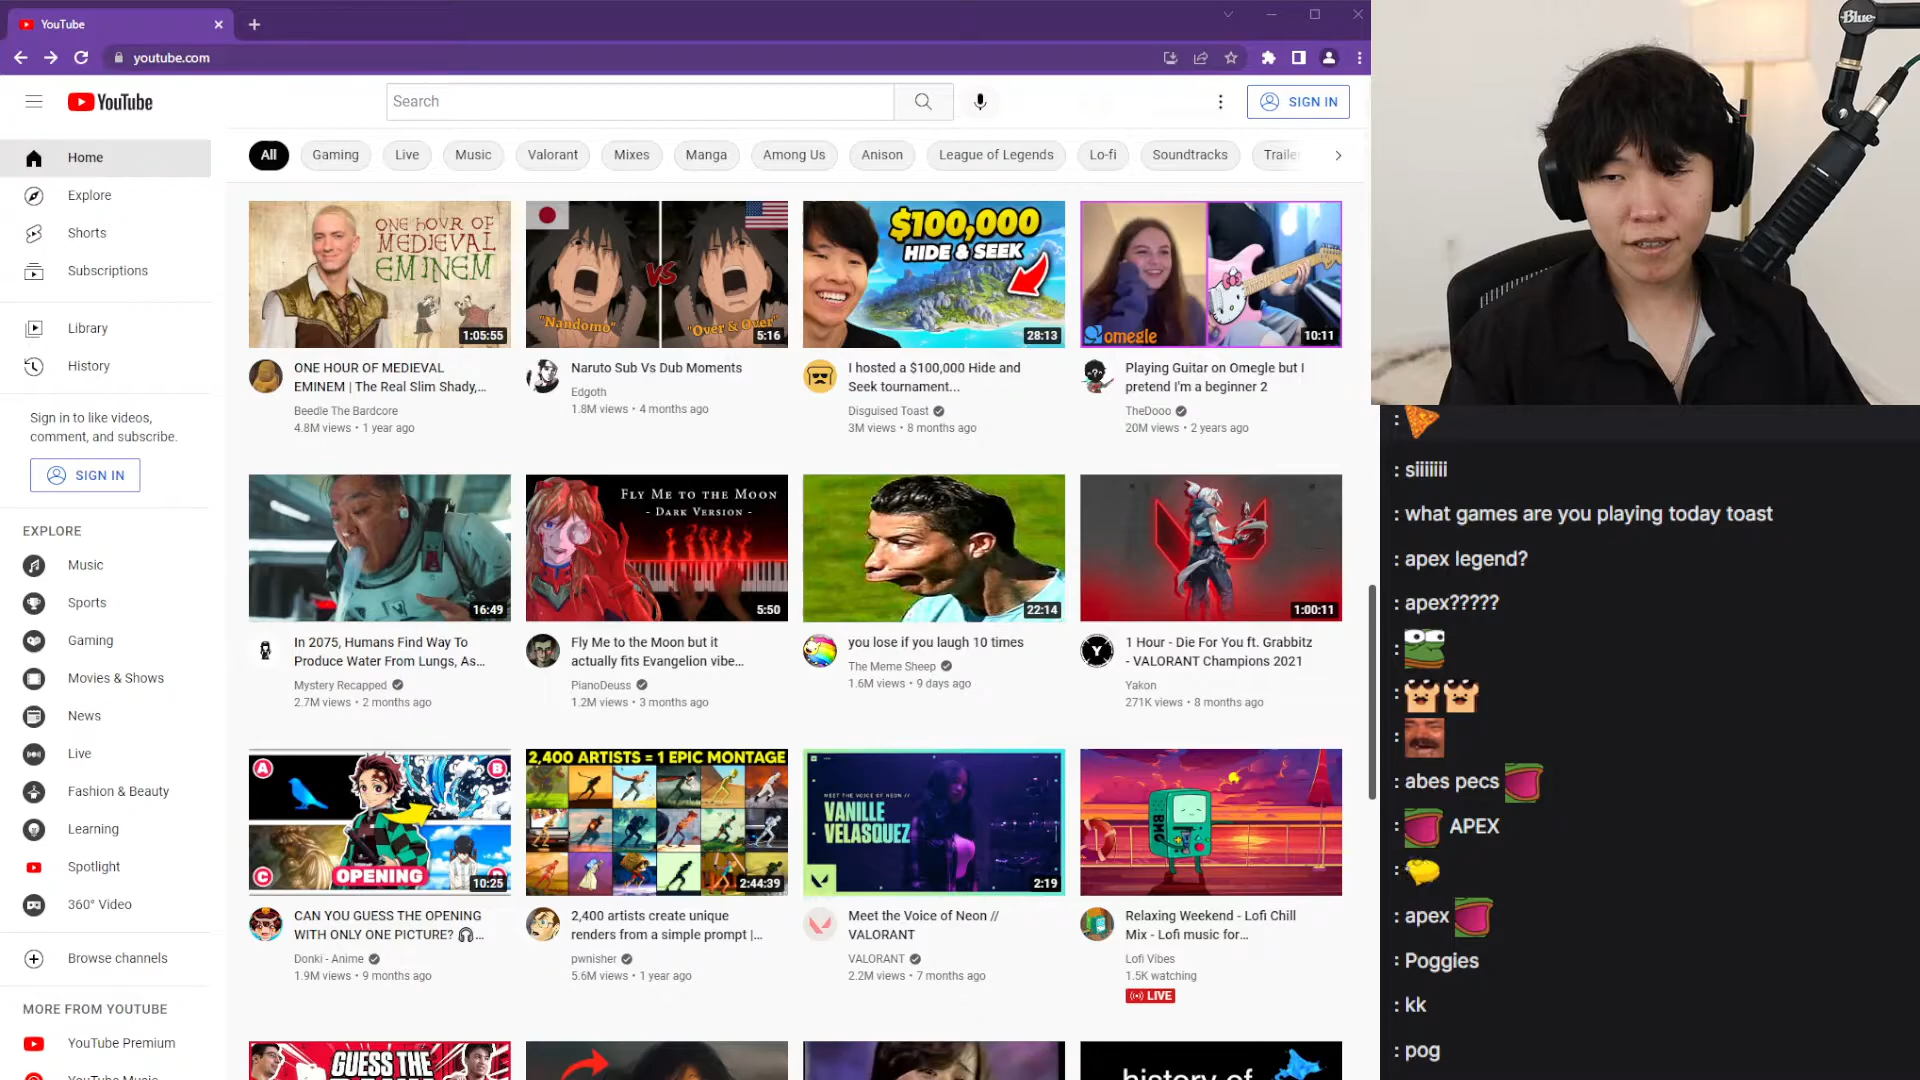 YouTube
youtube.com
YouTube
Search
SIGN IN
Home
Explore
Shorts
Subscriptions
Library
History
Sign in to like videos,
comment, and subscribe.
SIGN IN
EXPLORE
Music
Sports
Gaming
Movies & Shows
News
Live
Fashion & Beauty
Learning
Spotlight
360° Video
Browse channels
MORE FROM YOUTUBE
YouTube Premium
YouTube Music
All
Gaming
Live
Music
Valorant
Mixes
Manga
Among Us
Anison
League of Legends
Lo-fi
Soundtracks
Trailer
ONE HOUR OF
MEDIEVAL
EMINEM
1:05:55
ONE HOUR OF MEDIEVAL
EMINEM | The Real Slim Shady,...
Beedle The Bardcore
4.8M views • 1 year ago
VS
"Nandomo"
"Over & Over"
5:16
Naruto Sub Vs Dub Moments
Edgoth
1.8M views • 4 months ago
$100,000
HIDE & SEEK
28:13
I hosted a $100,000 Hide and
Seek tournament...
Disguised Toast
3M views • 8 months ago
omegle
10:11
Playing Guitar on Omegle but I
pretend I'm a beginner 2
TheDooo
20M views • 2 years ago
16:49
In 2075, Humans Find Way To
Produce Water From Lungs, As...
Mystery Recapped
2.7M views • 2 months ago
FLY ME TO THE MOON
- DARK VERSION -
5:50
Fly Me to the Moon but it
actually fits Evangelion vibe...
PianoDeuss
1.2M views • 3 months ago
22:14
you lose if you laugh 10 times
The Meme Sheep
1.6M views • 9 days ago
1:00:11
Y
1 Hour - Die For You ft. Grabbitz
- VALORANT Champions 2021
Yakon
271K views • 8 months ago
A
B
C
OPENING
10:25
CAN YOU GUESS THE OPENING
WITH ONLY ONE PICTURE? 🎧...
Donki - Anime
1.9M views • 9 months ago
2,400 ARTISTS = 1 EPIC MONTAGE
2:44:39
2,400 artists create unique
renders from a simple prompt |...
pwnisher
5.6M views • 1 year ago
MEET THE VOICE OF NEON //
VANILLE
VELASQUEZ
2:19
Meet the Voice of Neon //
VALORANT
VALORANT
2.2M views • 7 months ago
BMG
Relaxing Weekend - Lofi Chill
Mix - Lofi music for...
Lofi Vibes
1.5K watching
LIVE
GUESS THE
history of
Blue
:
: siiiiiii
: what games are you playing today toast
: apex legend?
: apex?????
:
:
:
: abes pecs
: APEX
:
: apex
: Poggies
: kk
: pog